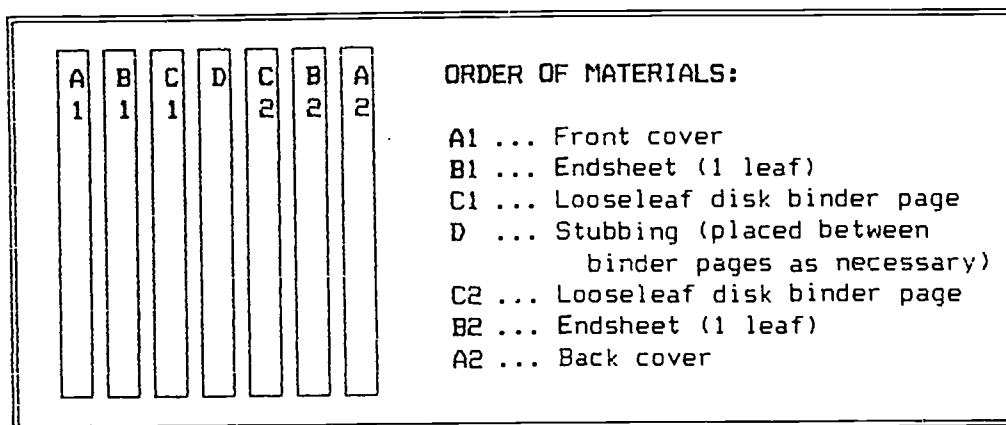 A B C D C B A
1 1 1 2 2 2
ORDER OF MATERIALS:
A1 ... Front cover
B1 ... Endsheet (1 leaf)
C1 ... Looseleaf disk binder page
D ... Stubbing (placed between
binder pages as necessary)
C2 ... Looseleaf disk binder page
B2 ... Endsheet (1 leaf)
A2 ... Back cover